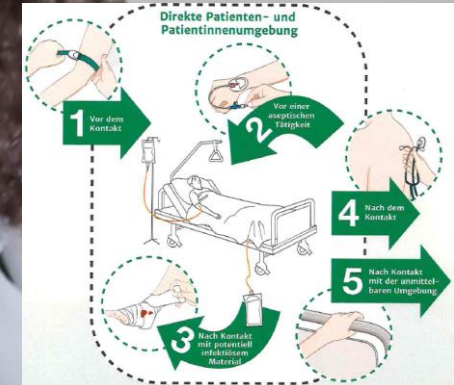 Direkte Patienten- und
Patientinnenumgebung
1 Vor dem
Kontakt
2 Vor einer
aseptischen
Tätigkeit
3 Nach Kontakt
mit potentiell
infektiösem
Material
4 Nach dem
Kontakt
5 Nach Kontakt
mit der unmittel-
baren Umgebung